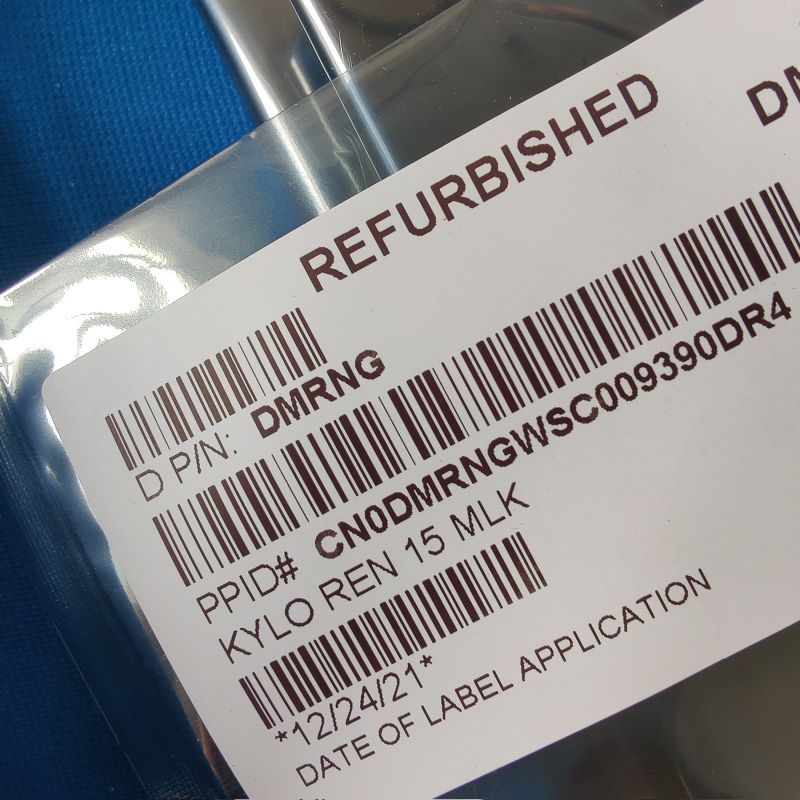 REFURBISHED
D P/N: DMRNG
PPID# CN0DMRNGWSC009390DR4
KYLO REN 15 MLK
*12/24/21*
DATE OF LABEL APPLICATION